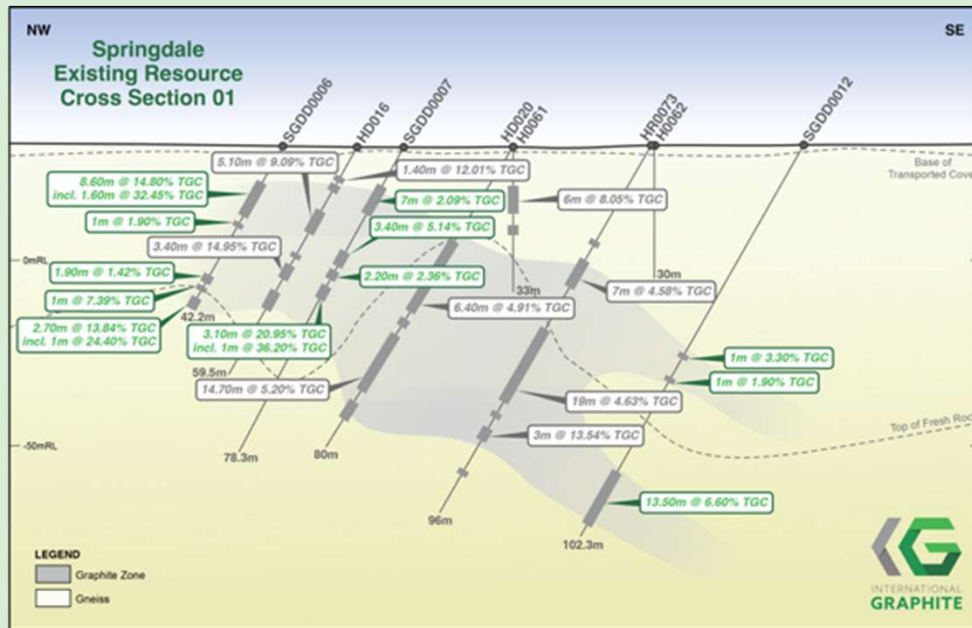 NW
SE
Springdale
Existing Resource
Cross Section 01
SGDD0006
HD016
SGDD0007
HD020
H0061
HR0073
H0062
SGDD0012
Base of
Transported Cove
5.10m @ 9.09% TGC
1.40m @ 12.01% TGC
8.60m @ 14.80% TGC
incl. 1.60m @ 32.45% TGC
7m @ 2.09% TGC
6m @ 8.05% TGC
1m @ 1.90% TGC
3.40m @ 5.14% TGC
3.40m @ 14.95% TGC
0mRL
1.90m @ 1.42% TGC
2.20m @ 2.36% TGC
30m
33m
7m @ 4.58% TGC
1m @ 7.39% TGC
6.40m @ 4.91% TGC
42.2m
2.70m @ 13.84% TGC
incl. 1m @ 24.40% TGC
3.10m @ 20.95% TGC
incl. 1m @ 36.20% TGC
1m @ 3.30% TGC
59.5m
1m @ 1.90% TGC
14.70m @ 5.20% TGC
19m @ 4.63% TGC
Top of Fresh Roc
3m @ 13.54% TGC
-50mRL
78.3m
80m
13.50m @ 6.60% TGC
96m
102.3m
LEGEND
Graphite Zone
Gneiss
INTERNATIONAL
GRAPHITE